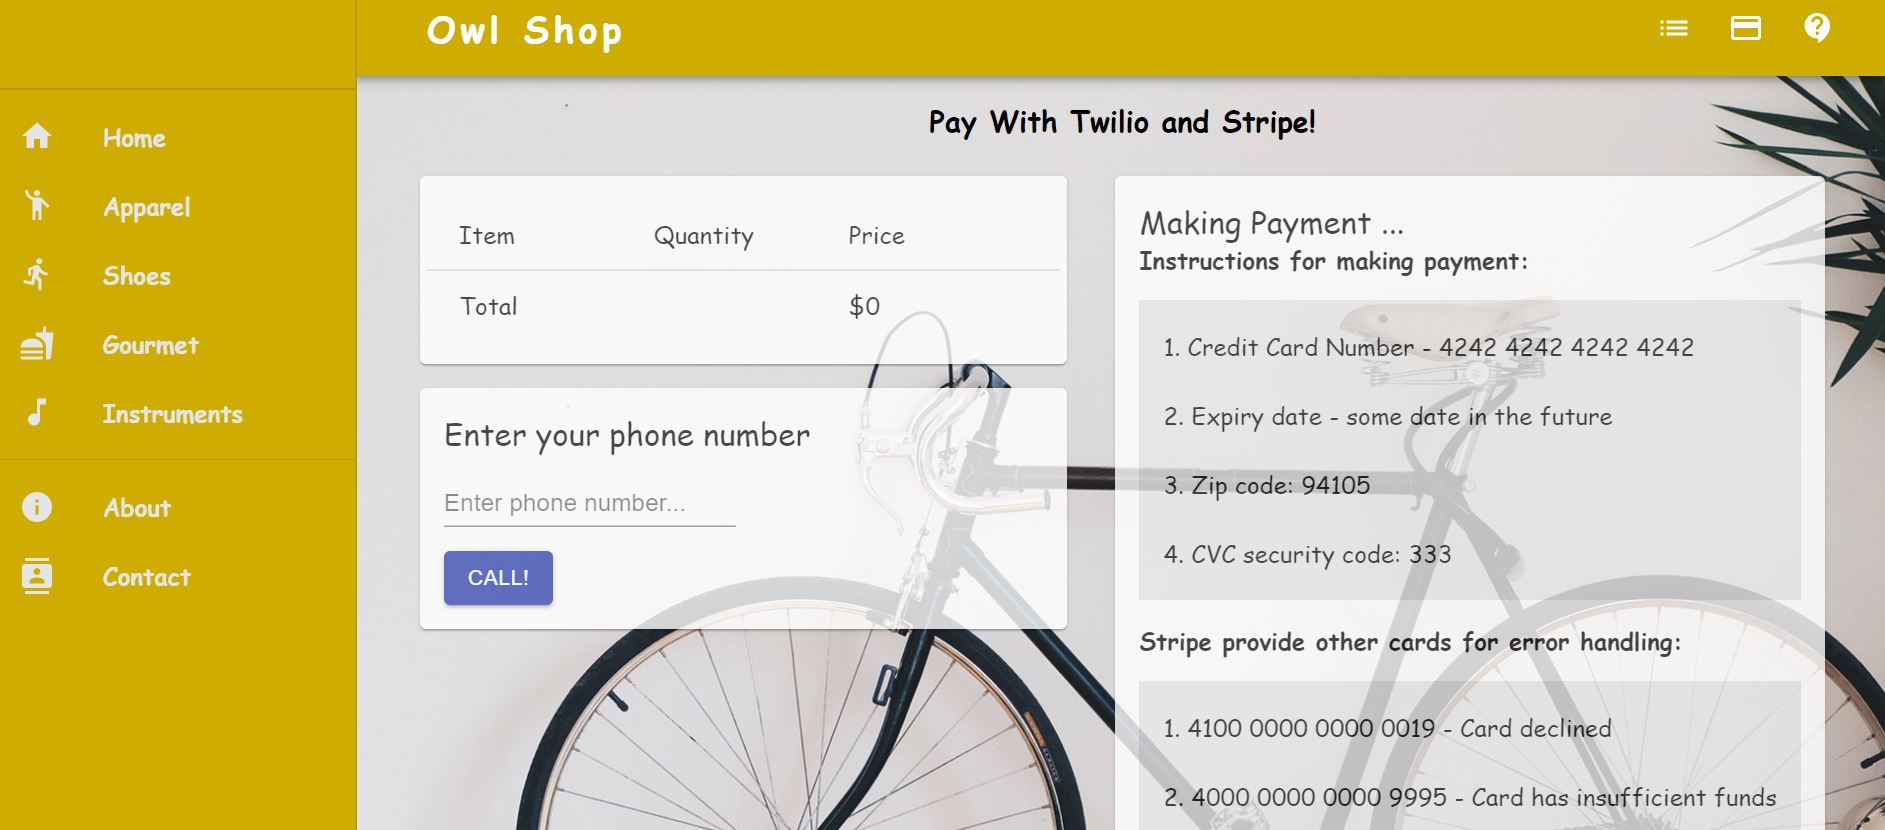 Owl Shop
Home
Apparel
Shoes
Gourmet
Instruments
About
Contact
Pay With Twilio and Stripe!
Item Quantity Price
Total $0
Enter your phone number
Enter phone number...
CALL!
Making Payment ...
Instructions for making payment:
1. Credit Card Number - 4242 4242 4242 4242
2. Expiry date - some date in the future
3. Zip code: 94105
4. CVC security code: 333
Stripe provide other cards for error handling:
1. 4100 0000 0000 0019 - Card declined
2. 4000 0000 0000 9995 - Card has insufficient funds